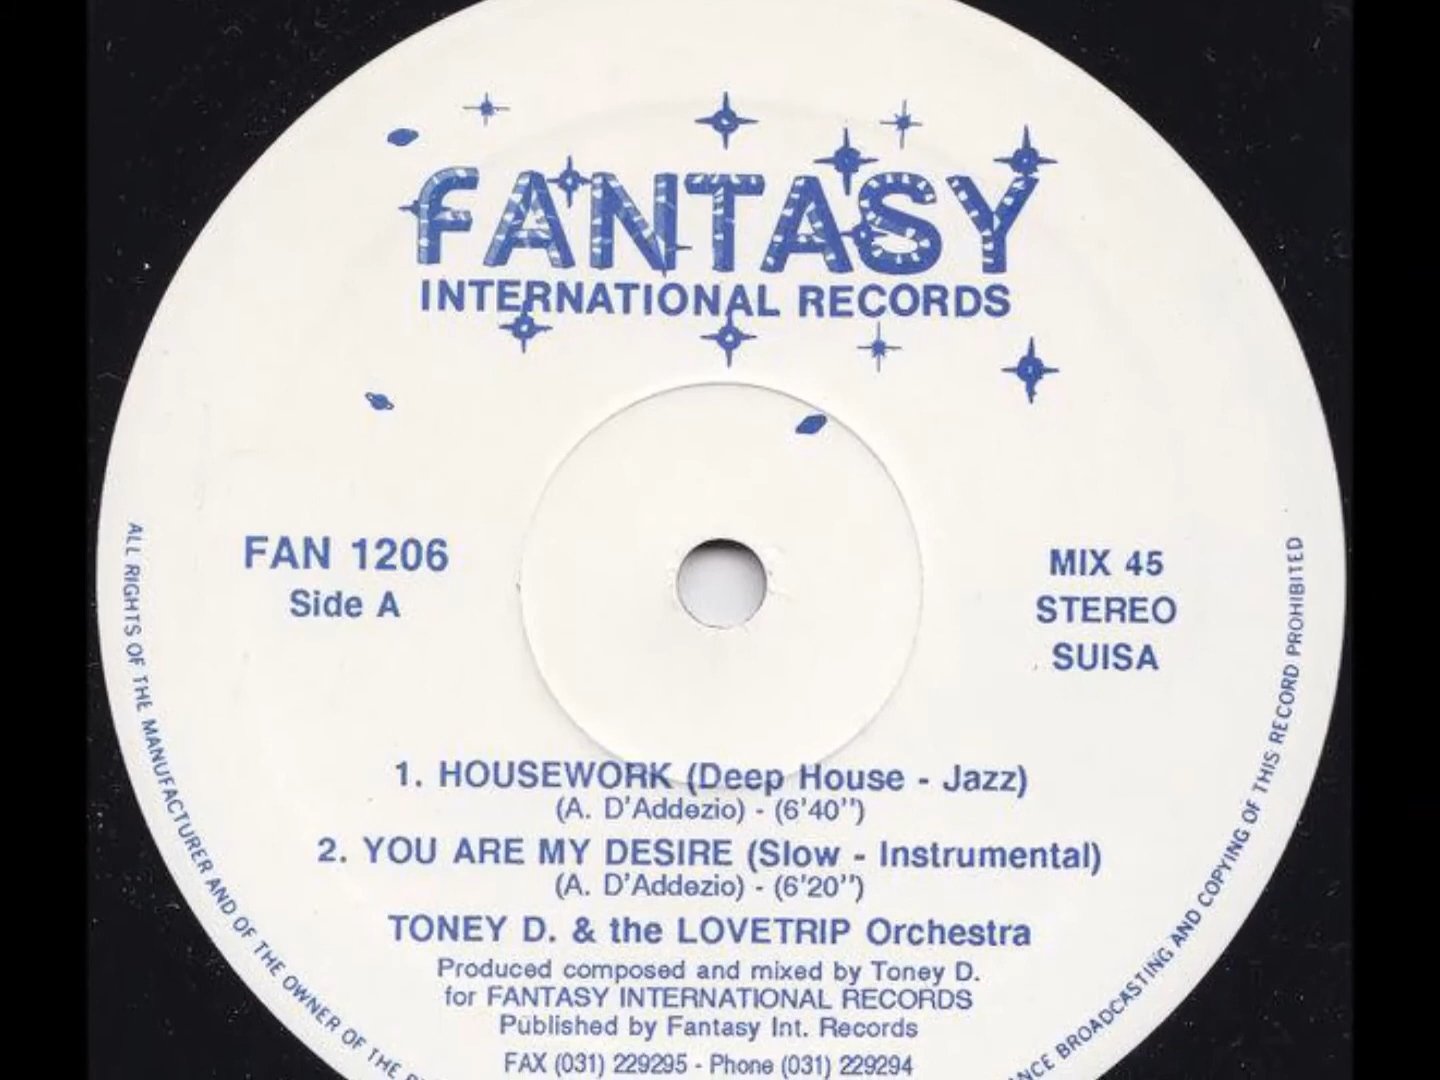 FANTASY
INTERNATIONAL RECORDS
FAN 1206
Side A
MIX 45
STEREO
SUISA
1. HOUSEWORK (Deep House - Jazz)
(A. D'Addezio) - (6'40'')
2. YOU ARE MY DESIRE (Slow - Instrumental)
(A. D'Addezio) - (6'20'')
TONEY D. & the LOVETRIP Orchestra
Produced composed and mixed by Toney D.
for FANTASY INTERNATIONAL RECORDS
Published by Fantasy Int. Records
FAX (031) 229295 - Phone (031) 229294
ALL RIGHTS OF THE MANUFACTURER AND OF THE OWNER OF THE
BROADCASTING AND COPYING OF THIS RECORD PROHIBITED